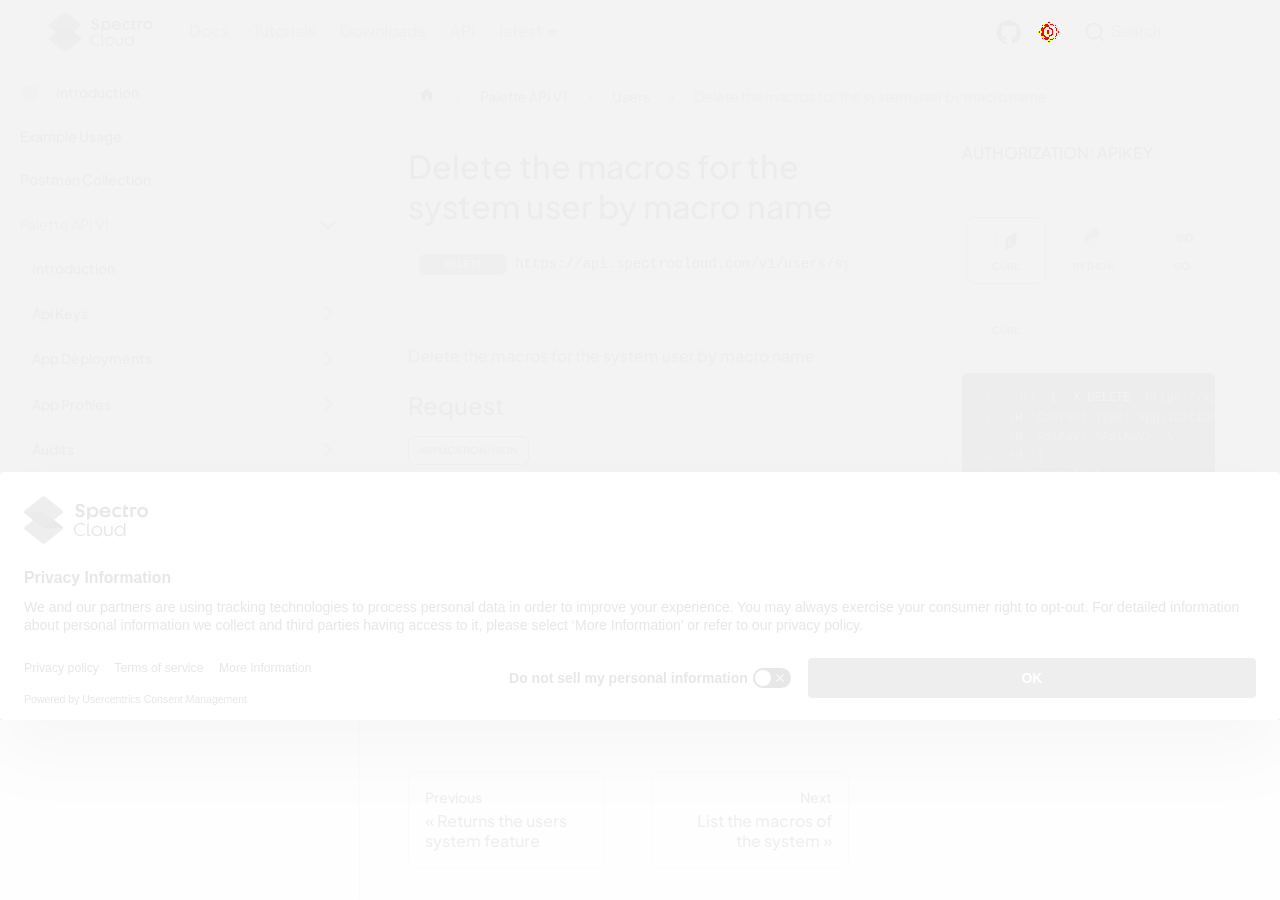 Spectro Cloud
Docs Tutorials Downloads API latest
Search
Introduction
Example Usage
Postman Collection
Palette API V1
Introduction
Api Keys
App Deployments
App Profiles
Audits
Palette API V1 Users Delete the macros for the system user by macro name
Delete the macros for the
system user by macro name
https://api.spectrocloud.com/v1/users/sy
Delete the macros for the system user by macro name
Request
APPLICATION/JSON
AUTHORIZATION: APIKEY
CURL PYTHON GO
CURL
DELETE
Spectro Cloud
Privacy Information
We and our partners are using tracking technologies to process personal data in order to improve your experience. You may always exercise your consumer right to opt-out. For detailed information
about personal information we collect and third parties having access to it, please select ‘More Information’ or refer to our privacy policy.
Privacy policy Terms of service More Information
Do not sell my personal information
OK
Powered by Usercentrics Consent Management
Previous
« Returns the users
system feature
Next
List the macros of
the system »